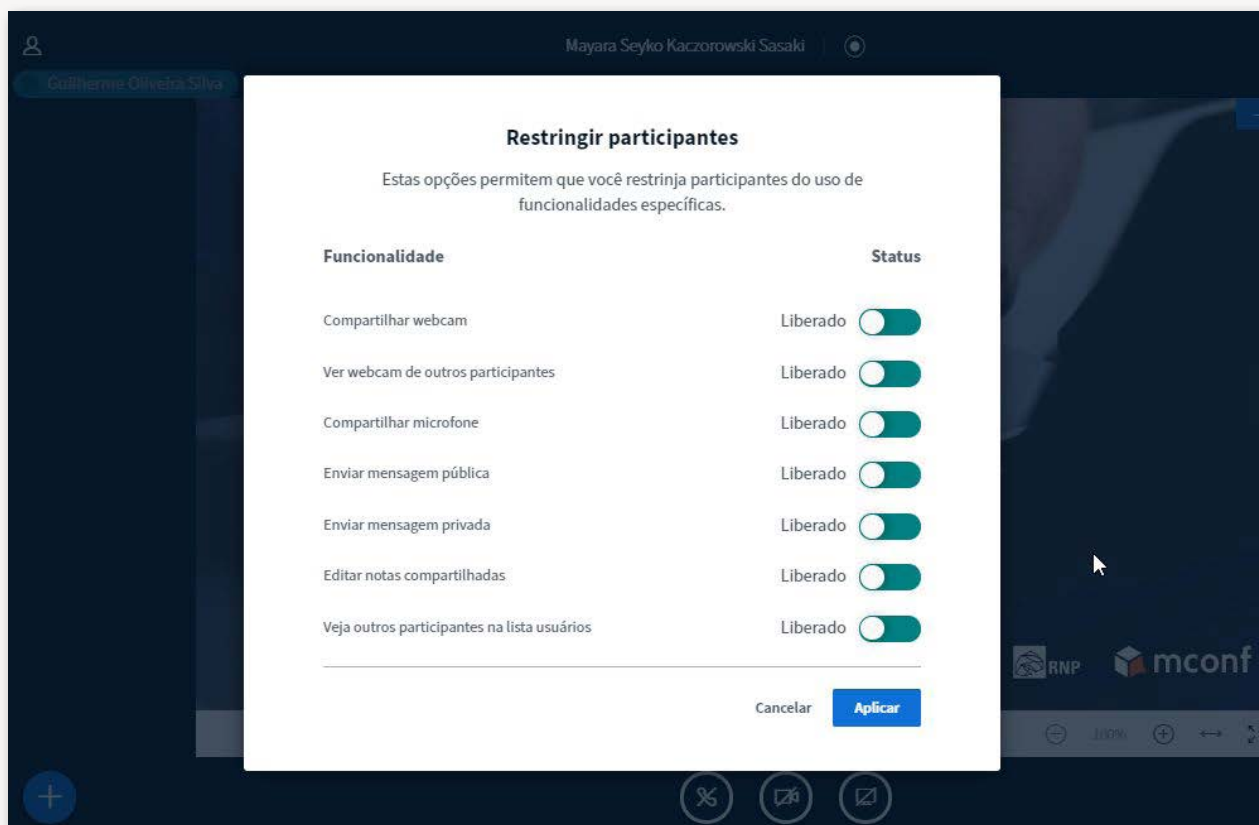 Mayara Seyko Kaczorowski Sasaki
Guilherme Oliveira Silva
Restringir participantes
Estas opções permitem que você restrinja participantes do uso de
funcionalidades específicas.
Funcionalidade Status
Compartilhar webcam Liberado
Ver webcam de outros participantes Liberado
Compartilhar microfone Liberado
Enviar mensagem pública Liberado
Enviar mensagem privada Liberado
Editar notas compartilhadas Liberado
Veja outros participantes na lista usuários Liberado
RNP mconf
Cancelar Aplicar
100%